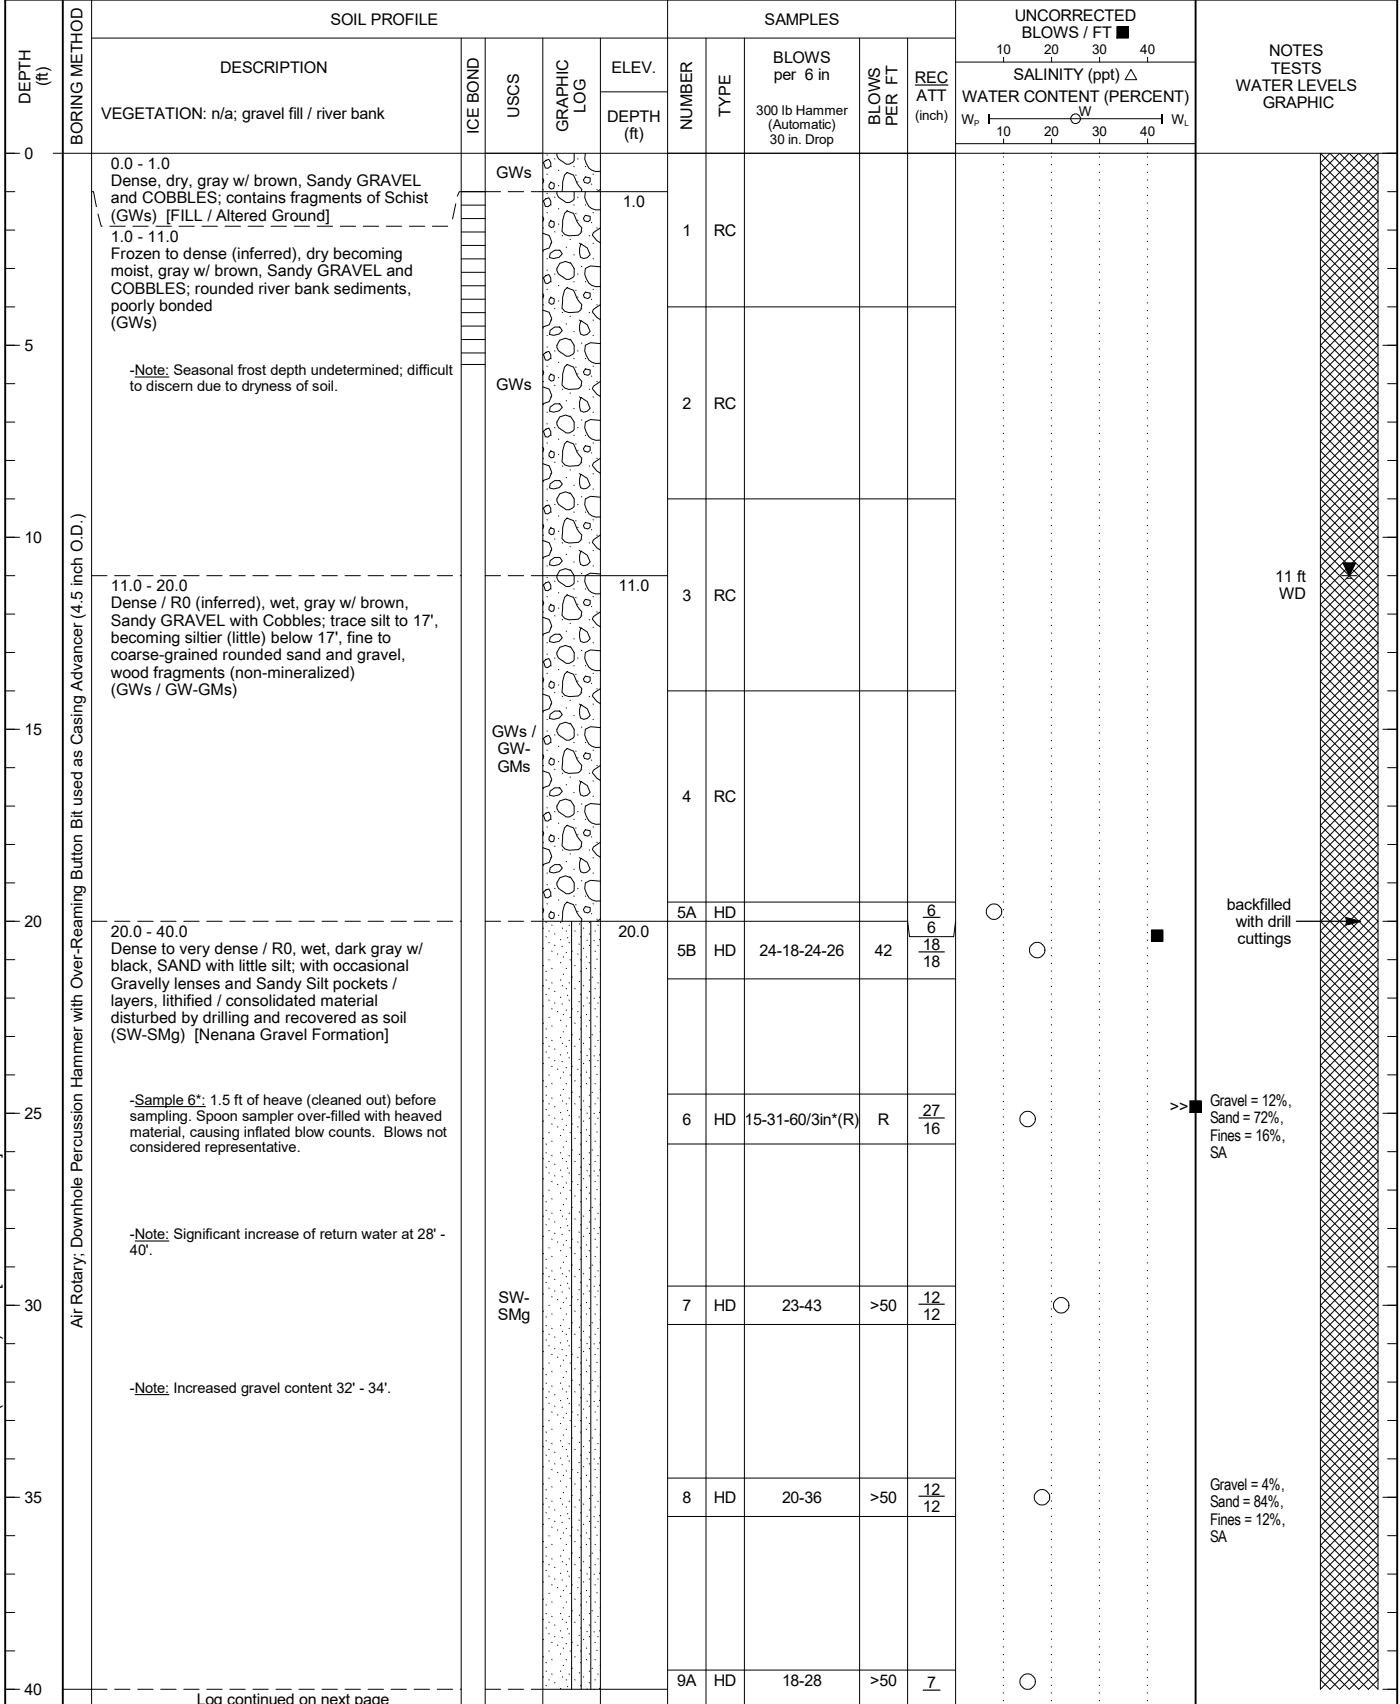 DEPTH
(ft)
BORING METHOD
SOIL PROFILE
DESCRIPTION
VEGETATION: n/a; gravel fill / river bank
ICE BOND
USCS
GRAPHIC
LOG
ELEV.
DEPTH
(ft)
SAMPLES
NUMBER
TYPE
BLOWS
per 6 in
300 lb Hammer
(Automatic)
30 in. Drop
BLOWS
PER FT
REC
ATT
(inch)
UNCORRECTED
BLOWS / FT ■
10 20 30 40
SALINITY (ppt) △
WATER CONTENT (PERCENT)
Wₚ W W_L
10 20 30 40
NOTES
TESTS
WATER LEVELS
GRAPHIC
Air Rotary; Downhole Percussion Hammer with Over-Reaming Button Bit used as Casing Advancer (4.5 inch O.D.)
0
0.0 - 1.0
Dense, dry, gray w/ brown, Sandy GRAVEL
and COBBLES; contains fragments of Schist
(GWs) [FILL / Altered Ground]
GWs
1.0
1.0 - 11.0
Frozen to dense (inferred), dry becoming
moist, gray w/ brown, Sandy GRAVEL and
COBBLES; rounded river bank sediments,
poorly bonded
(GWs)
1 RC
5
-Note: Seasonal frost depth undetermined; difficult
to discern due to dryness of soil.
GWs
2 RC
10
11.0 - 20.0
Dense / R0 (inferred), wet, gray w/ brown,
Sandy GRAVEL with Cobbles; trace silt to 17',
becoming siltier (little) below 17', fine to
coarse-grained rounded sand and gravel,
wood fragments (non-mineralized)
(GWs / GW-GMs)
11.0
3 RC
11 ft
WD
15
GWs /
GW-
GMs
4 RC
5A HD 6
6
20
20.0 - 40.0
Dense to very dense / R0, wet, dark gray w/
black, SAND with little silt; with occasional
Gravelly lenses and Sandy Silt pockets /
layers, lithified / consolidated material
disturbed by drilling and recovered as soil
(SW-SMg) [Nenana Gravel Formation]
20.0
5B HD 24-18-24-26 42 18
18
backfilled
with drill
cuttings
-Sample 6*: 1.5 ft of heave (cleaned out) before
sampling. Spoon sampler over-filled with heaved
material, causing inflated blow counts. Blows not
considered representative.
25
6 HD 15-31-60/3in*(R) R 27
16
>>
Gravel = 12%,
Sand = 72%,
Fines = 16%,
SA
-Note: Significant increase of return water at 28' -
40'.
30
SW-
SMg
7 HD 23-43 >50 12
12
-Note: Increased gravel content 32' - 34'.
35
8 HD 20-36 >50 12
12
Gravel = 4%,
Sand = 84%,
Fines = 12%,
SA
40
9A HD 18-28 >50 7
Log continued on next page